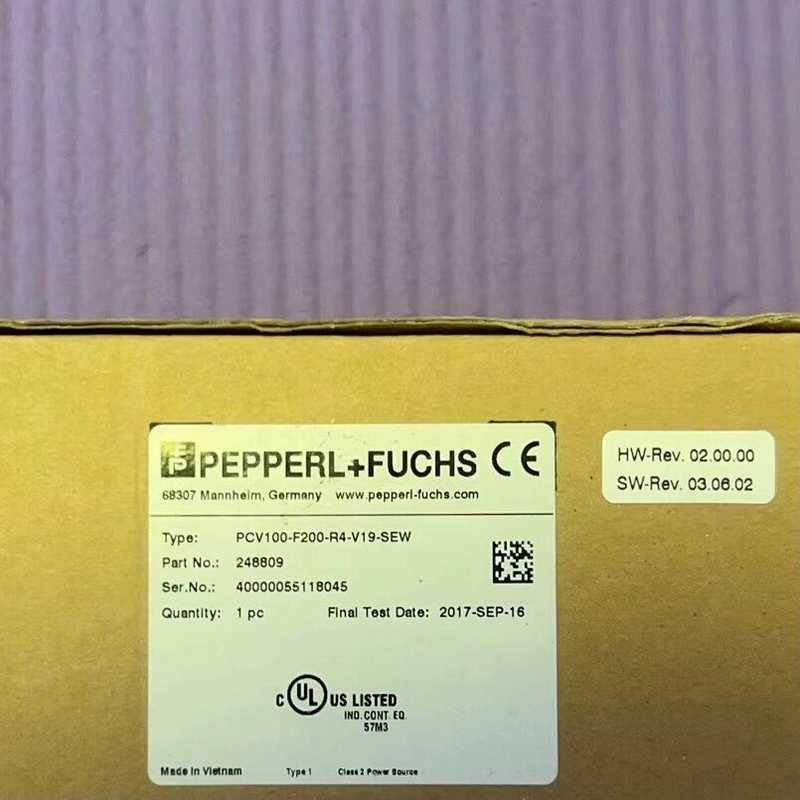 PEPPERL+FUCHS CE
68307 Mannheim, Germany www.pepperl-fuchs.com
Type: PCV100-F200-R4-V19-SEW
Part No.: 248809
Ser.No.: 40000055118045
Quantity: 1 pc Final Test Date: 2017-SEP-16
C UL US LISTED
IND. CONT. EQ.
57M3
Made in Vietnam Type 1 Class 2 Power Source
HW-Rev. 02.00.00
SW-Rev. 03.06.02